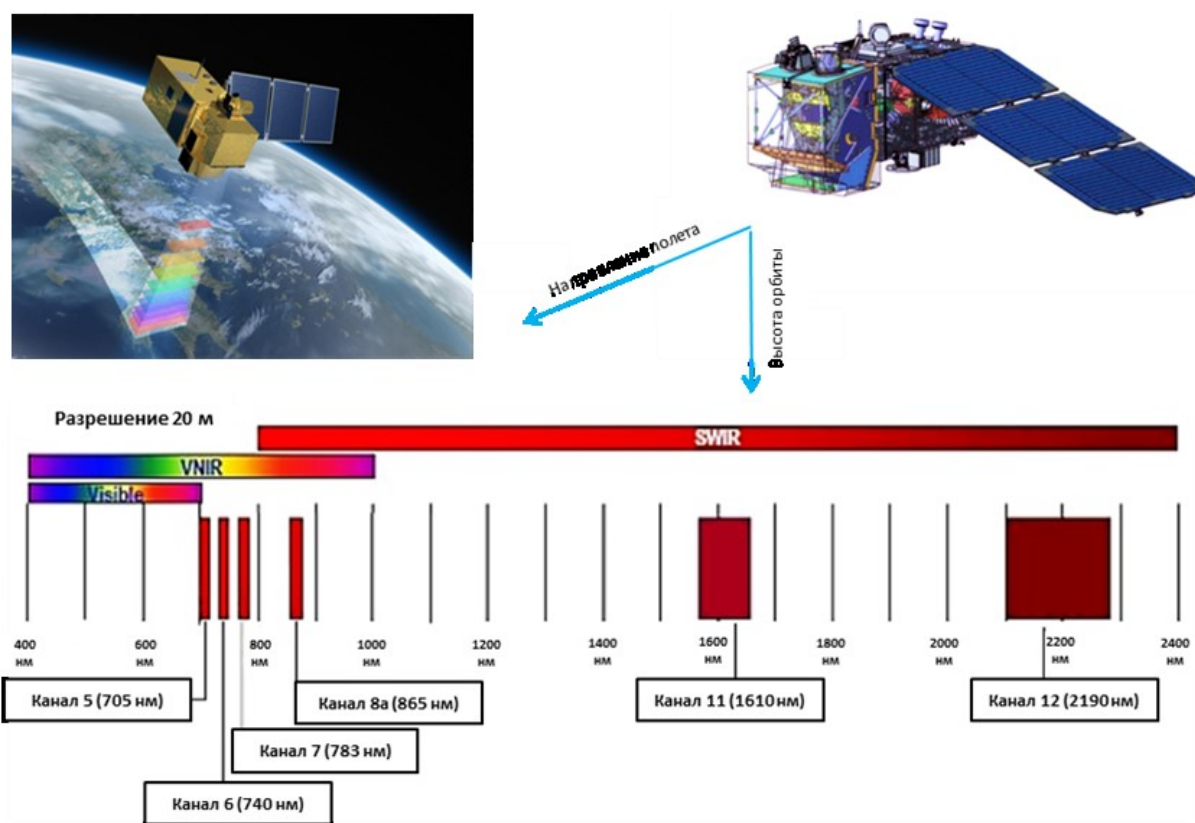 Направление полета
Высота орбиты
Разрешение 20 м
SWIR
VNIR
Visible
400 нм
600 нм
800 нм
1000 нм
1200 нм
1400 нм
1600 нм
1800 нм
2000 нм
2200 нм
2400 нм
Канал 5 (705 нм)
Канал 8а (865 нм)
Канал 11 (1610 нм)
Канал 12 (2190 нм)
Канал 7 (783 нм)
Канал 6 (740 нм)